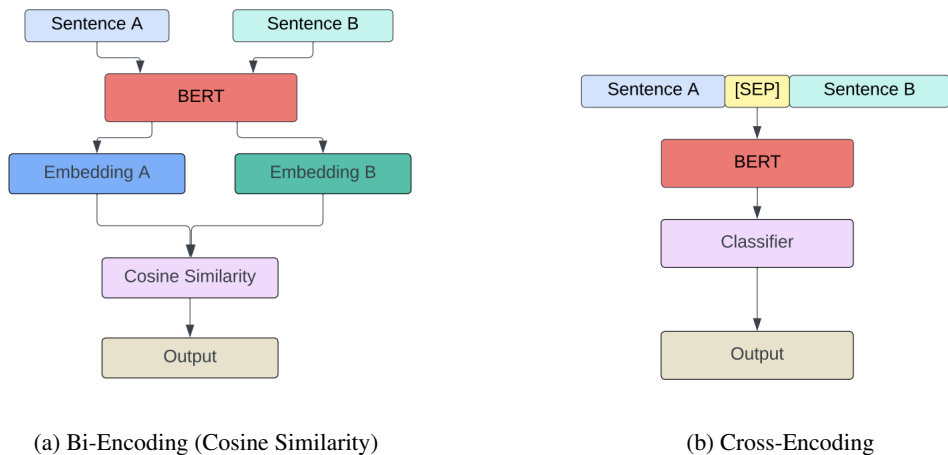 Sentence A
Sentence B
BERT
Embedding A
Embedding B
Cosine Similarity
Output
(a) Bi-Encoding (Cosine Similarity)
Sentence A [SEP] Sentence B
BERT
Classifier
Output
(b) Cross-Encoding